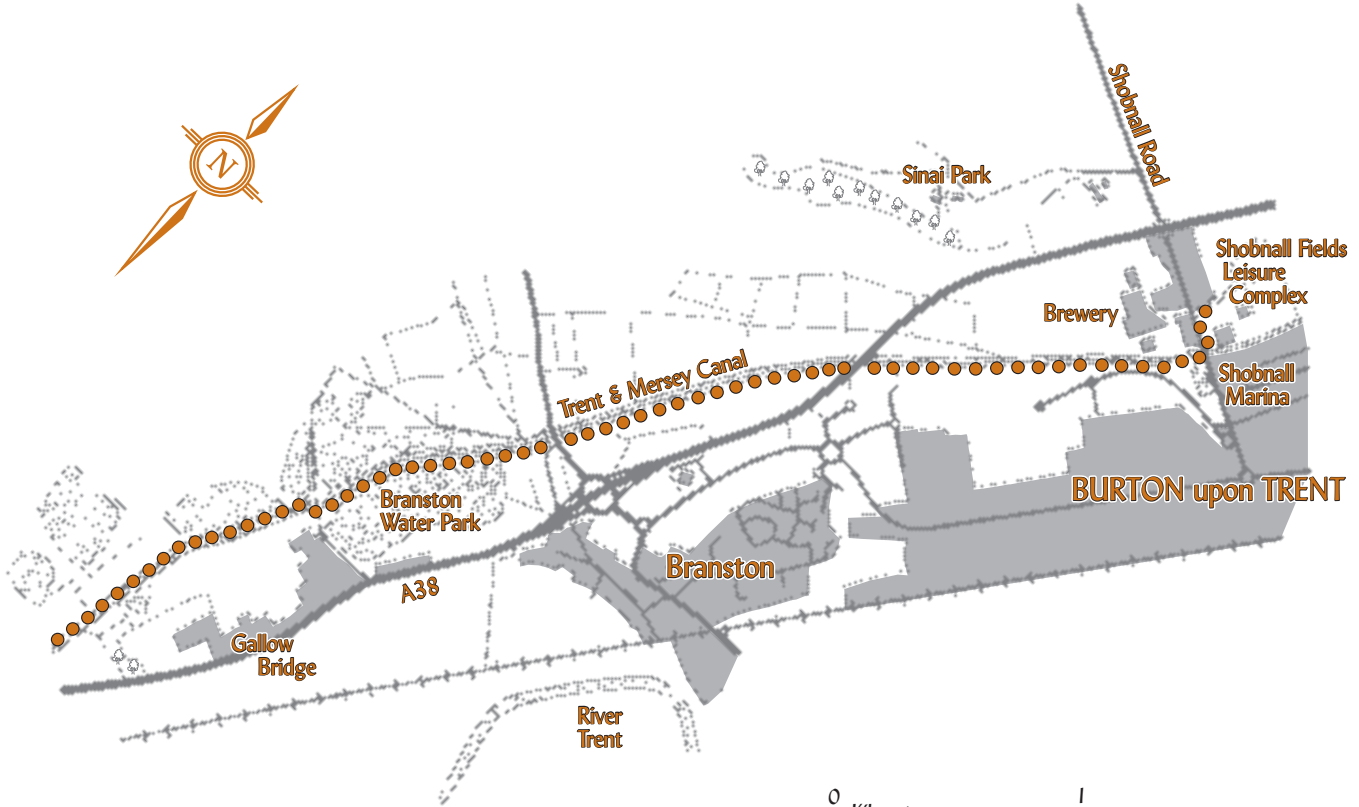 Shobnall Road
N
Sinai Park
Shobnall Fields
Leisure
Complex
Brewery
Trent & Mersey Canal
Shobnall
Marina
Branston
Water Park
BURTON upon TRENT
Branston
A38
Gallow
Bridge
River
Trent
0
1